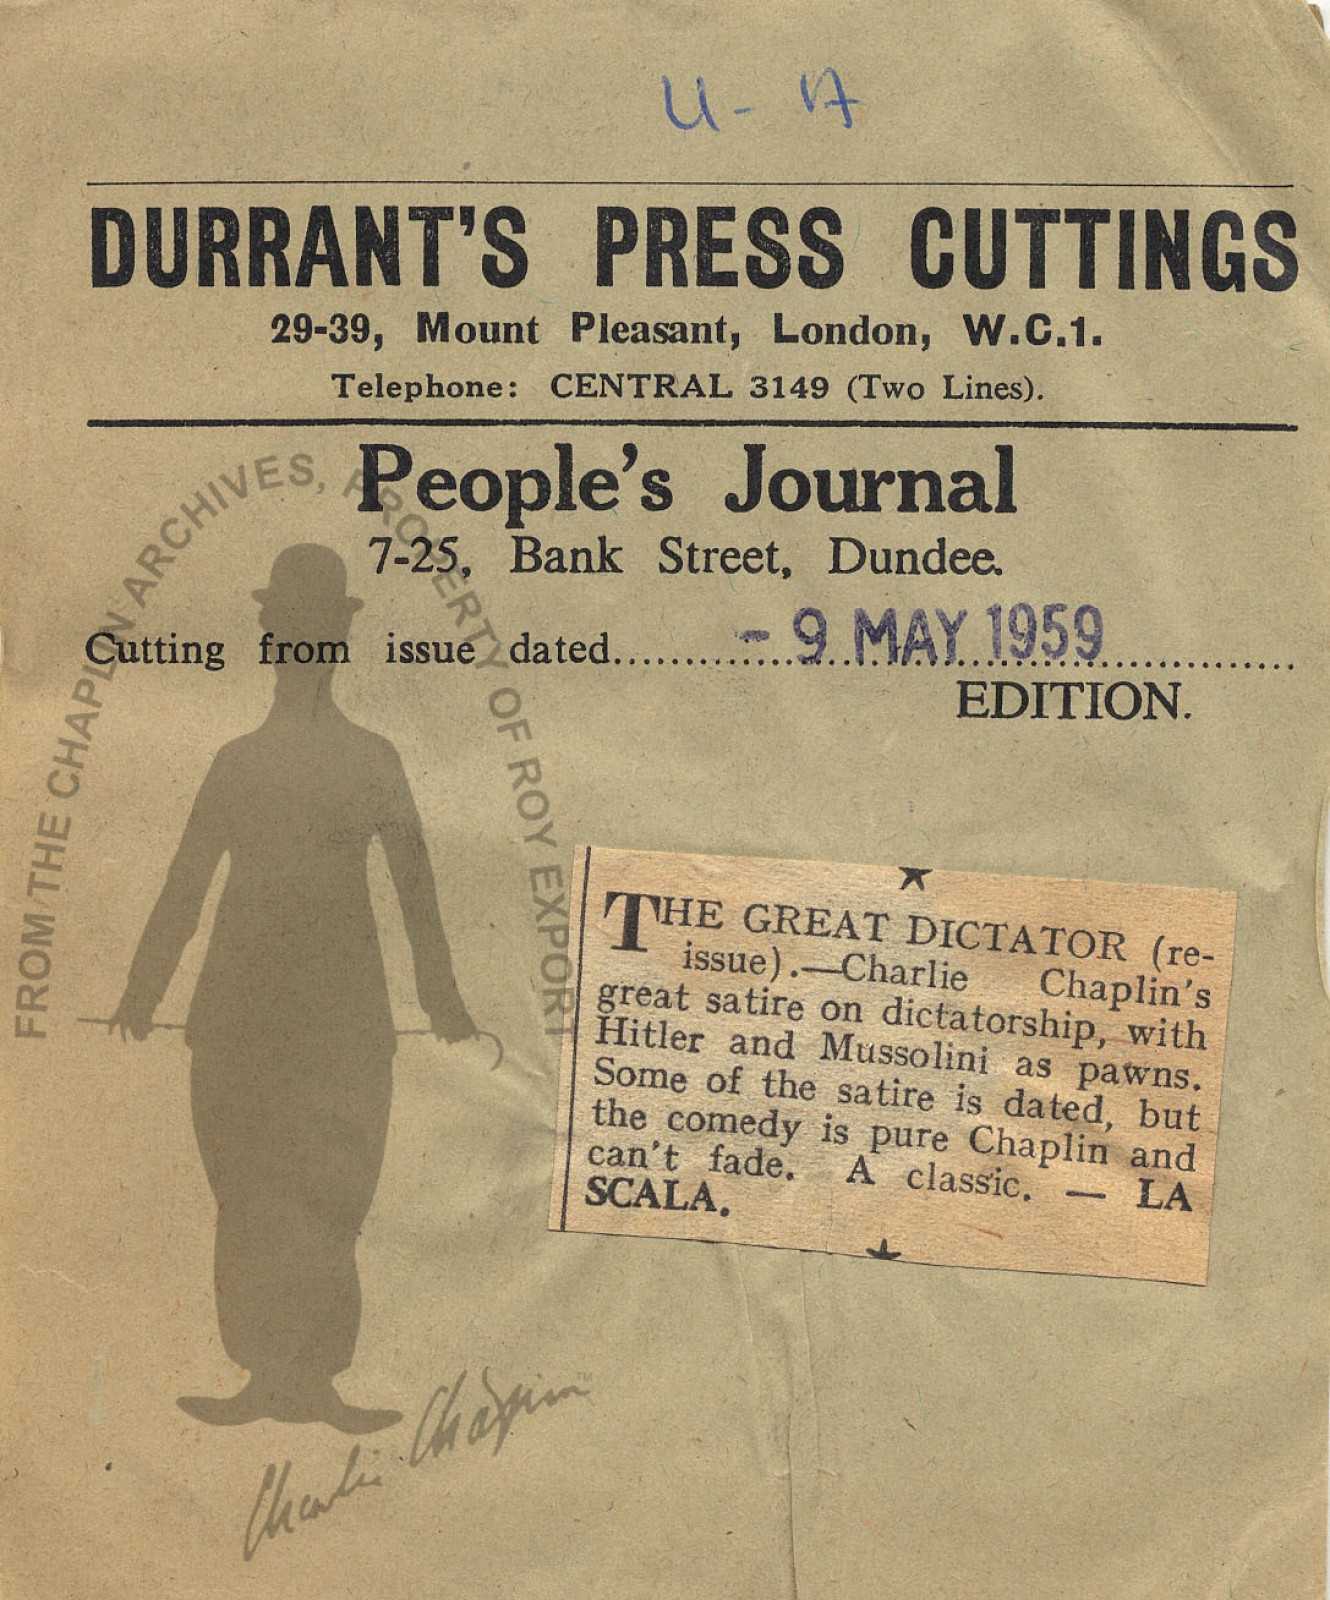 U - A
DURRANT'S PRESS CUTTINGS
29-39, Mount Pleasant, London, W.C.1.
Telephone: CENTRAL 3149 (Two Lines).
People's Journal
7-25, Bank Street, Dundee.
Cutting from issue dated - 9 MAY 1959
EDITION.
THE GREAT DICTATOR (re-
issue).—Charlie Chaplin's
great satire on dictatorship, with
Hitler and Mussolini as pawns.
Some of the satire is dated, but
the comedy is pure Chaplin and
can't fade. A classic. — LA
SCALA.
FROM THE CHAPLIN ARCHIVES, PROPERTY OF ROY EXPORT
Charlie Chaplin